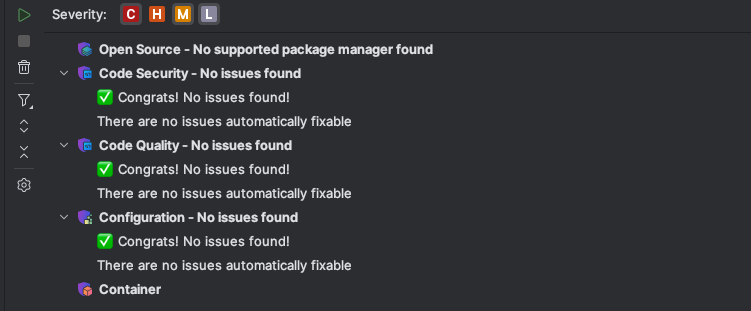 Severity: C H M L
Open Source - No supported package manager found
Code Security - No issues found
Congrats! No issues found!
There are no issues automatically fixable
Code Quality - No issues found
Congrats! No issues found!
There are no issues automatically fixable
Configuration - No issues found
Congrats! No issues found!
There are no issues automatically fixable
Container